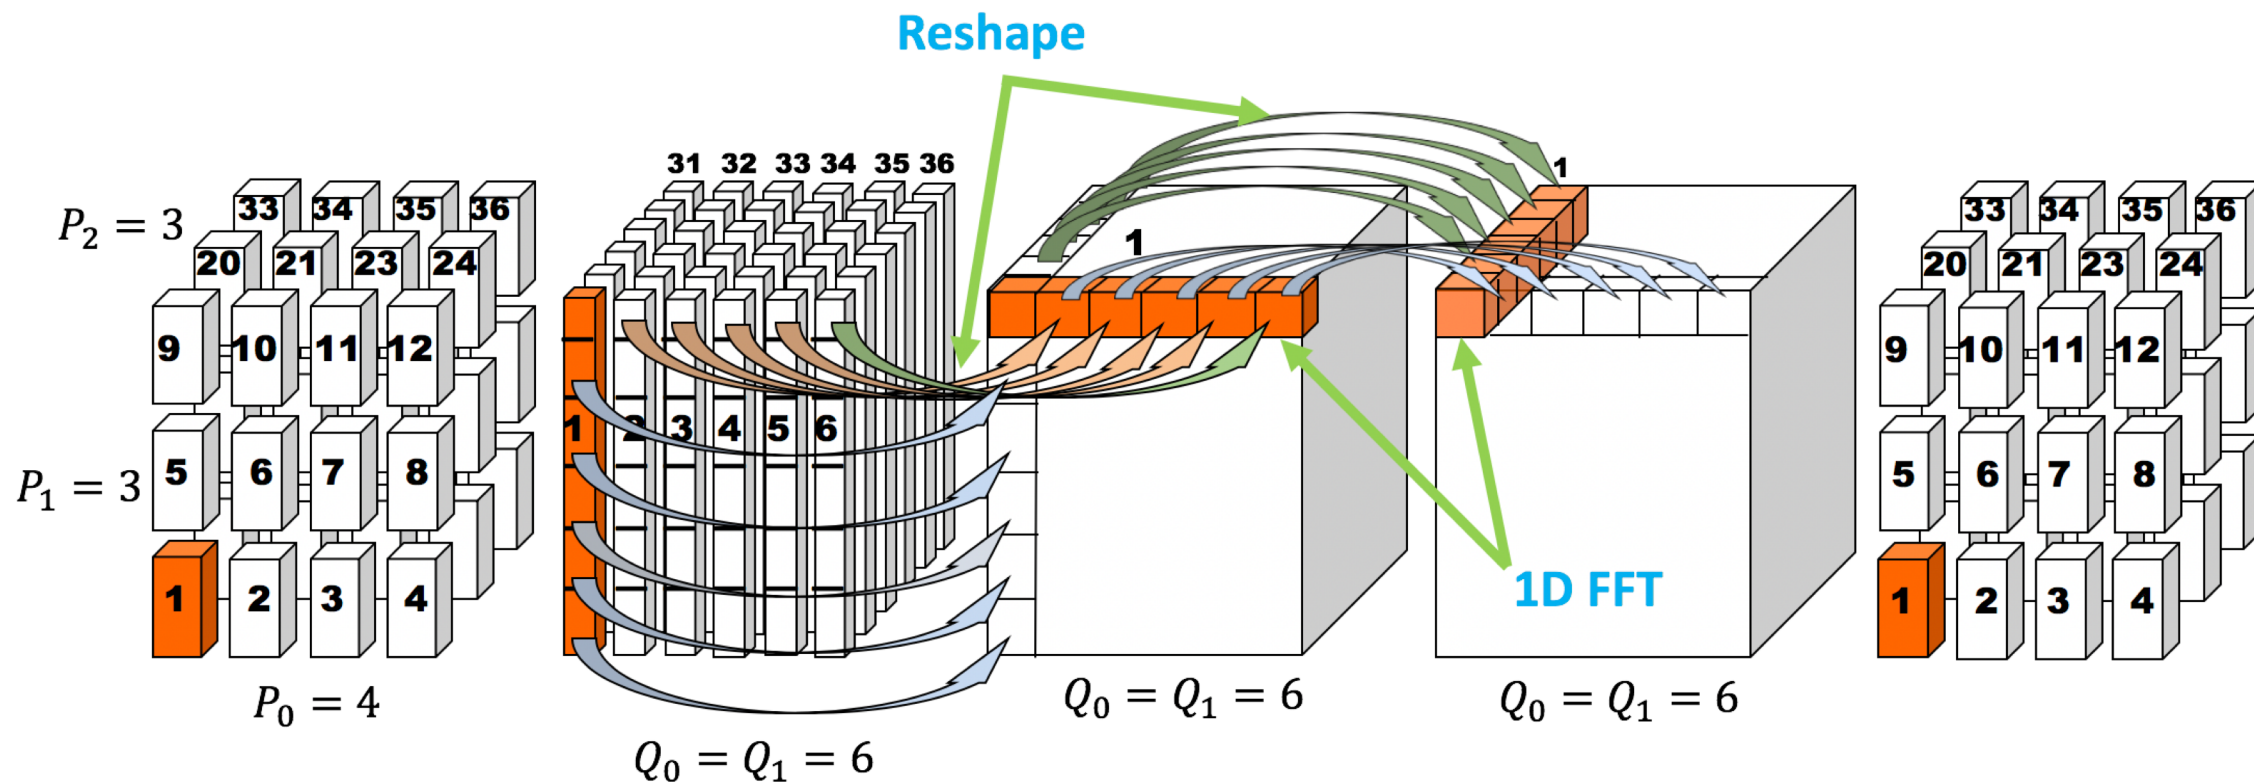 Reshape
P₂ = 3
33 34 35 36
20 21 23 24
9 10 11 12
P₁ = 3
5 6 7 8
1 2 3 4
P₀ = 4
31 32 33 34 35 36
1 2 3 4 5 6
Q₀ = Q₁ = 6
1
Q₀ = Q₁ = 6
1
1D FFT
Q₀ = Q₁ = 6
33 34 35 36
20 21 23 24
9 10 11 12
5 6 7 8
1 2 3 4